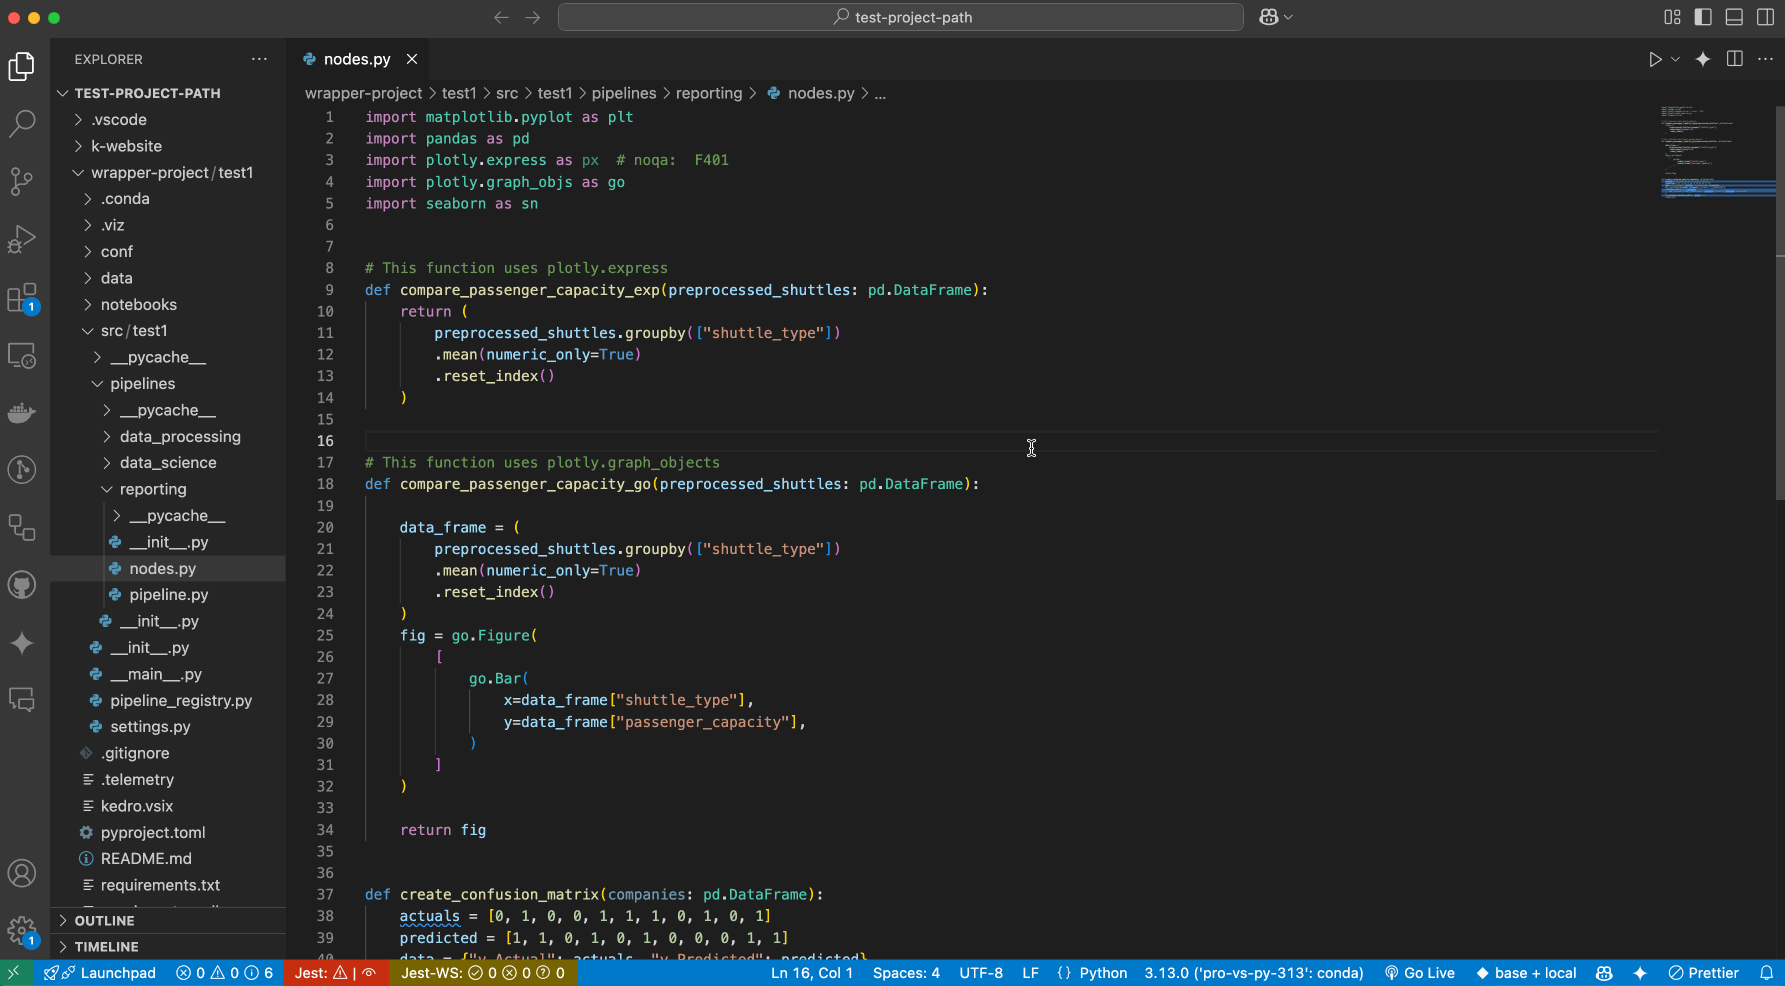 test-project-path
EXPLORER
TEST-PROJECT-PATH
.vscode
k-website
wrapper-project/test1
.conda
.viz
conf
data
notebooks
src/test1
__pycache__
pipelines
__pycache__
data_processing
data_science
reporting
__pycache__
__init__.py
nodes.py
pipeline.py
__init__.py
__init__.py
__main__.py
pipeline_registry.py
settings.py
.gitignore
.telemetry
kedro.vsix
pyproject.toml
README.md
requirements.txt
OUTLINE
TIMELINE
1
1
nodes.py
wrapper-project > test1 > src > test1 > pipelines > reporting > nodes.py > ...
1 import matplotlib.pyplot as plt
2 import pandas as pd
3 import plotly.express as px  # noqa:  F401
4 import plotly.graph_objs as go
5 import seaborn as sn
6
7
8 # This function uses plotly.express
9 def compare_passenger_capacity_exp(preprocessed_shuttles: pd.DataFrame):
10     return (
11         preprocessed_shuttles.groupby(["shuttle_type"])
12         .mean(numeric_only=True)
13         .reset_index()
14     )
15
16
17 # This function uses plotly.graph_objects
18 def compare_passenger_capacity_go(preprocessed_shuttles: pd.DataFrame):
19
20     data_frame = (
21         preprocessed_shuttles.groupby(["shuttle_type"])
22         .mean(numeric_only=True)
23         .reset_index()
24     )
25     fig = go.Figure(
26         [
27             go.Bar(
28                 x=data_frame["shuttle_type"],
29                 y=data_frame["passenger_capacity"],
30             )
31         ]
32     )
33
34     return fig
35
36
37 def create_confusion_matrix(companies: pd.DataFrame):
38     actuals = [0, 1, 0, 0, 1, 1, 1, 0, 1, 0, 1]
39     predicted = [1, 1, 0, 1, 0, 1, 0, 0, 0, 1, 1]
40     data = {"y_Actual": actuals, "y_Predicted": predicted}
Launchpad 0 0 6 Jest: | Jest-WS: 0 0 0 Ln 16, Col 1 Spaces: 4 UTF-8 LF {} Python 3.13.0 ('pro-vs-py-313': conda) Go Live base + local Prettier